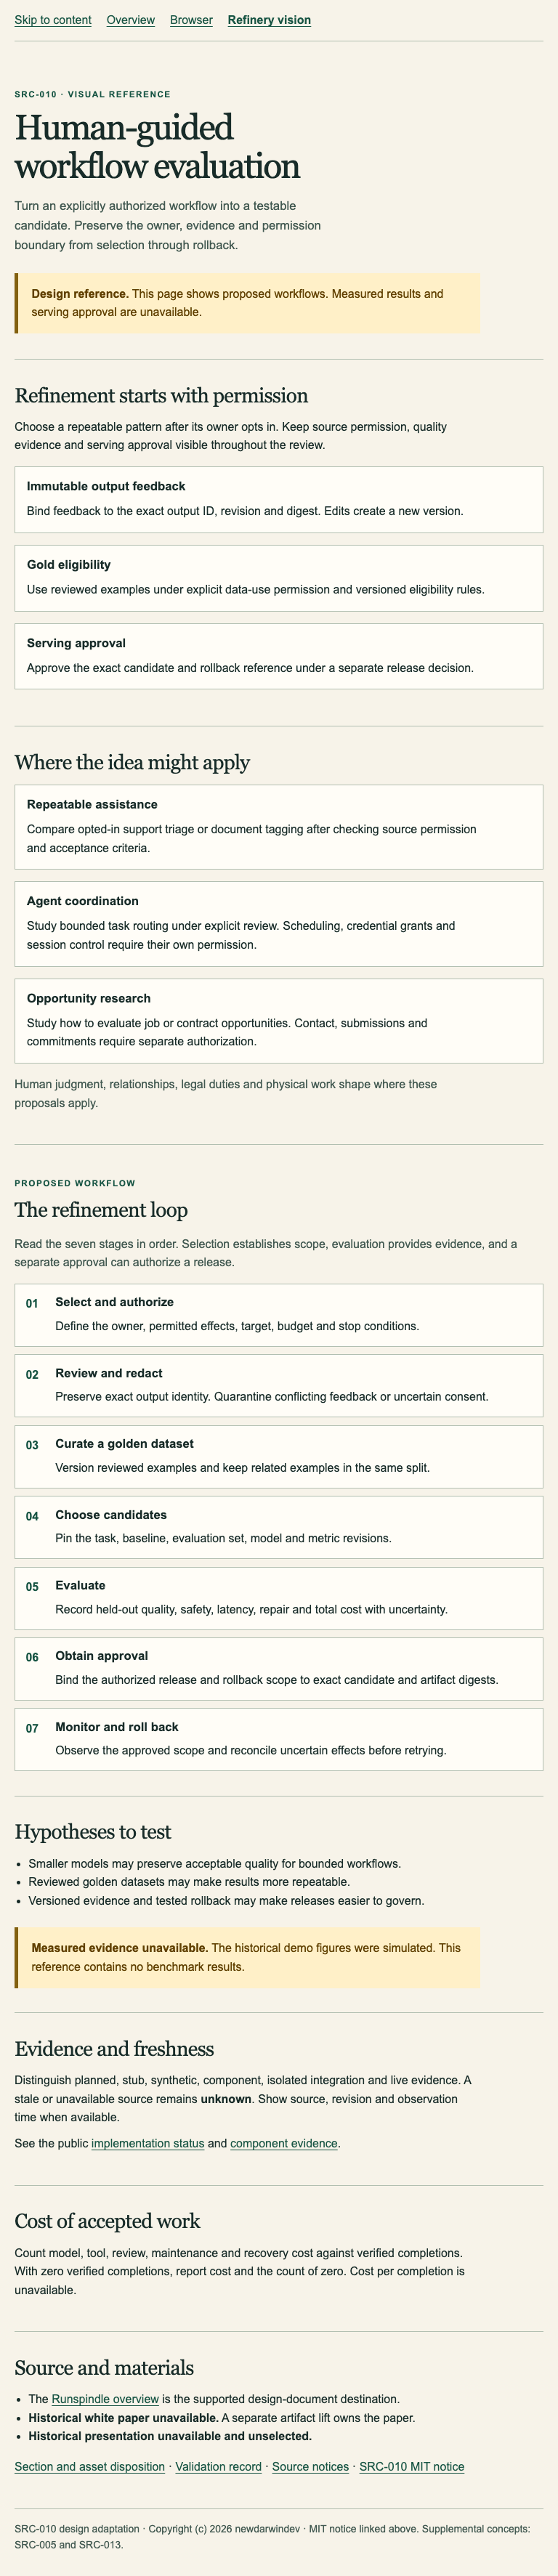 Skip to content Overview Browser Refinery vision
SRC-010 · VISUAL REFERENCE
Human-guided
workflow evaluation
Turn an explicitly authorized workflow into a testable
candidate. Preserve the owner, evidence and permission
boundary from selection through rollback.
Design reference. This page shows proposed workflows. Measured results and
serving approval are unavailable.
Refinement starts with permission
Choose a repeatable pattern after its owner opts in. Keep source permission, quality
evidence and serving approval visible throughout the review.
Immutable output feedback
Bind feedback to the exact output ID, revision and digest. Edits create a new version.
Gold eligibility
Use reviewed examples under explicit data-use permission and versioned eligibility rules.
Serving approval
Approve the exact candidate and rollback reference under a separate release decision.
Where the idea might apply
Repeatable assistance
Compare opted-in support triage or document tagging after checking source permission
and acceptance criteria.
Agent coordination
Study bounded task routing under explicit review. Scheduling, credential grants and
session control require their own permission.
Opportunity research
Study how to evaluate job or contract opportunities. Contact, submissions and
commitments require separate authorization.
Human judgment, relationships, legal duties and physical work shape where these
proposals apply.
PROPOSED WORKFLOW
The refinement loop
Read the seven stages in order. Selection establishes scope, evaluation provides evidence, and a
separate approval can authorize a release.
01 Select and authorize
Define the owner, permitted effects, target, budget and stop conditions.
02 Review and redact
Preserve exact output identity. Quarantine conflicting feedback or uncertain consent.
03 Curate a golden dataset
Version reviewed examples and keep related examples in the same split.
04 Choose candidates
Pin the task, baseline, evaluation set, model and metric revisions.
05 Evaluate
Record held-out quality, safety, latency, repair and total cost with uncertainty.
06 Obtain approval
Bind the authorized release and rollback scope to exact candidate and artifact digests.
07 Monitor and roll back
Observe the approved scope and reconcile uncertain effects before retrying.
Hypotheses to test
• Smaller models may preserve acceptable quality for bounded workflows.
• Reviewed golden datasets may make results more repeatable.
• Versioned evidence and tested rollback may make releases easier to govern.
Measured evidence unavailable. The historical demo figures were simulated. This
reference contains no benchmark results.
Evidence and freshness
Distinguish planned, stub, synthetic, component, isolated integration and live evidence. A
stale or unavailable source remains unknown. Show source, revision and observation
time when available.
See the public implementation status and component evidence.
Cost of accepted work
Count model, tool, review, maintenance and recovery cost against verified completions.
With zero verified completions, report cost and the count of zero. Cost per completion is
unavailable.
Source and materials
• The Runspindle overview is the supported design-document destination.
• Historical white paper unavailable. A separate artifact lift owns the paper.
• Historical presentation unavailable and unselected.
Section and asset disposition · Validation record · Source notices · SRC-010 MIT notice
SRC-010 design adaptation · Copyright (c) 2026 newdarwindev · MIT notice linked above. Supplemental concepts:
SRC-005 and SRC-013.